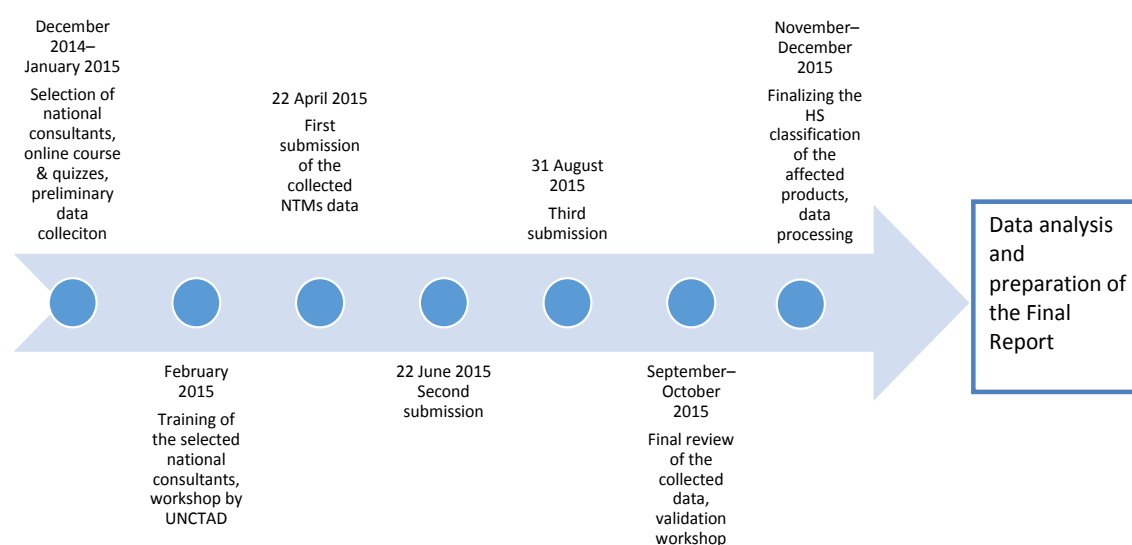 December
2014–
January 2015
Selection of
national
consultants,
online course
& quizzes,
preliminary
data
colleciton
February
2015
Training of
the selected
national
consultants,
workshop by
UNCTAD
22 April 2015
First
submission
of the
collected
NTMs data
22 June 2015
Second
submission
31 August
2015
Third
submission
September–
October
2015
Final review
of the
collected
data,
validation
workshop
November–
December
2015
Finalizing the
HS
classification
of the
affected
products,
data
processing
Data analysis
and
preparation of
the Final
Report